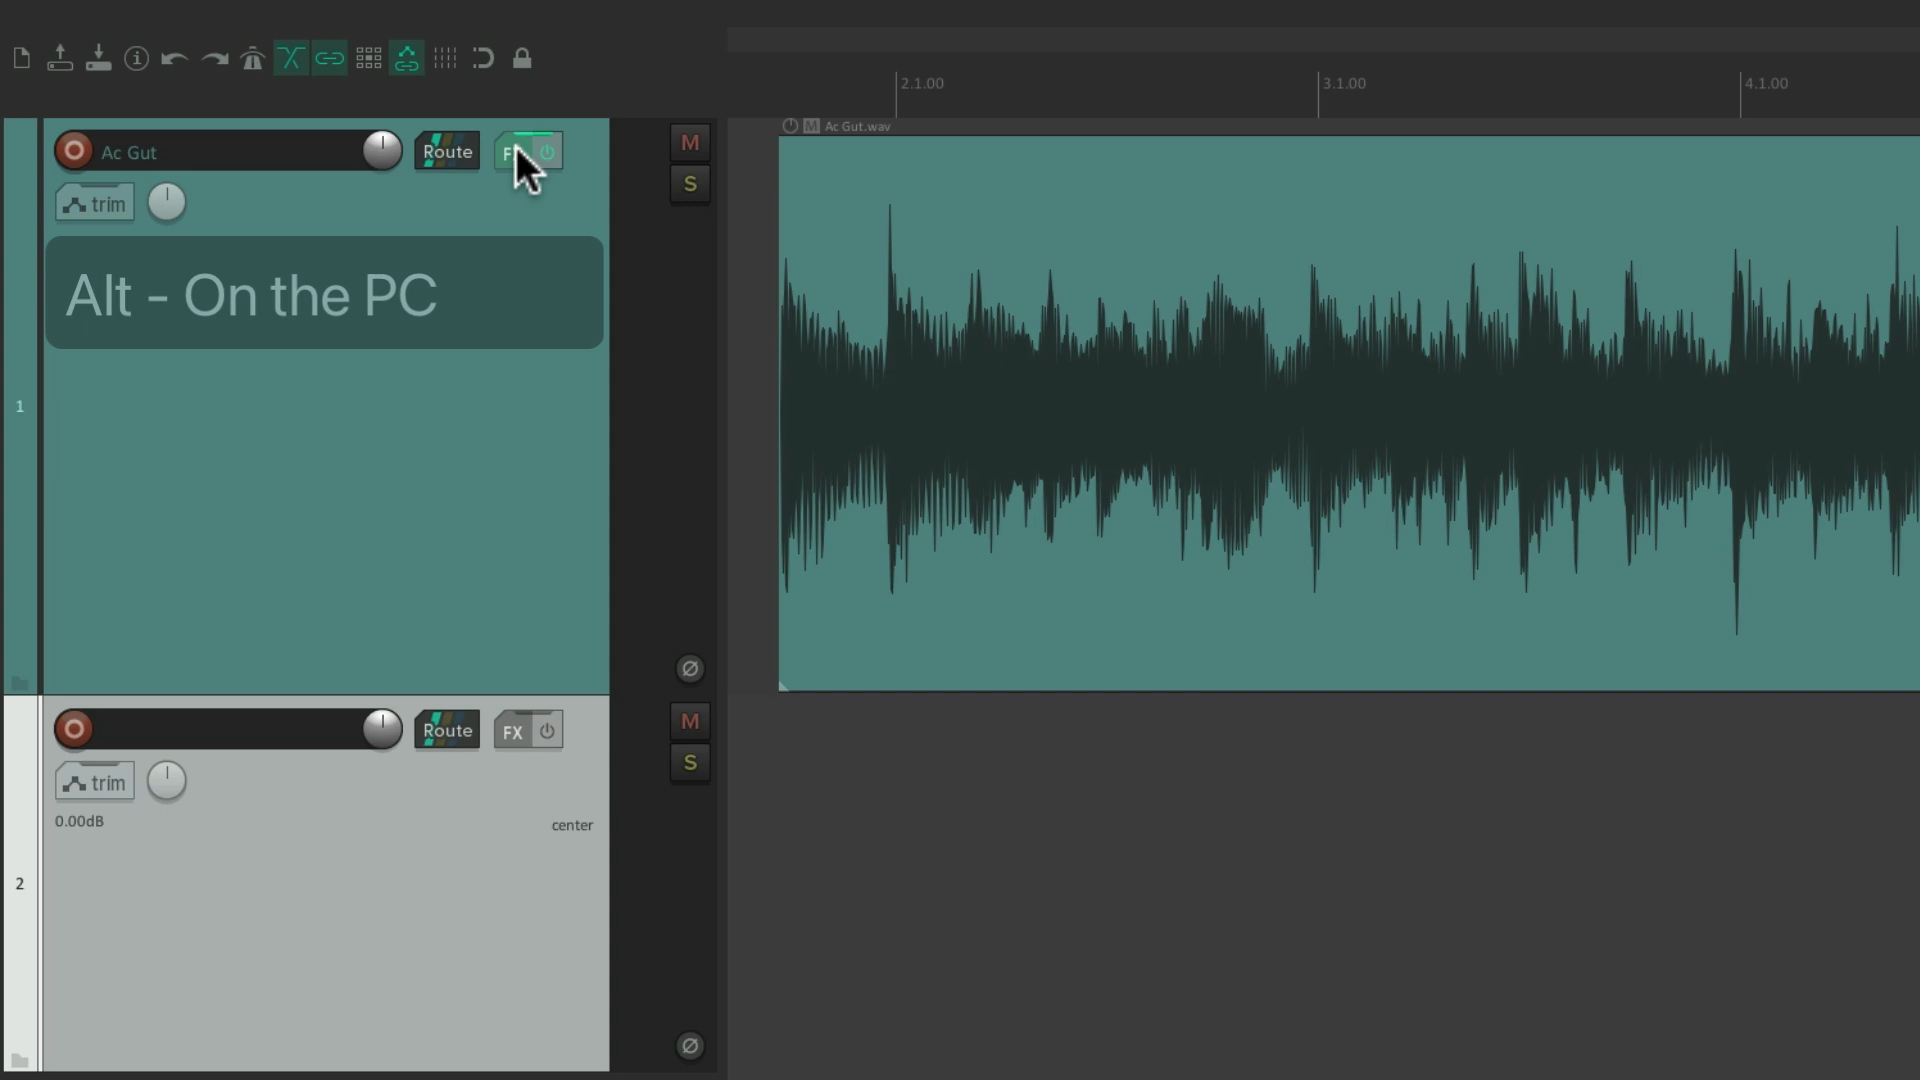 2.1.00
3.1.00
4.1.00
M Ac Gut.wav
Ac Gut
Route
M
S
trim
Alt - On the PC
1
Route
FX
M
S
trim
0.00dB
center
2